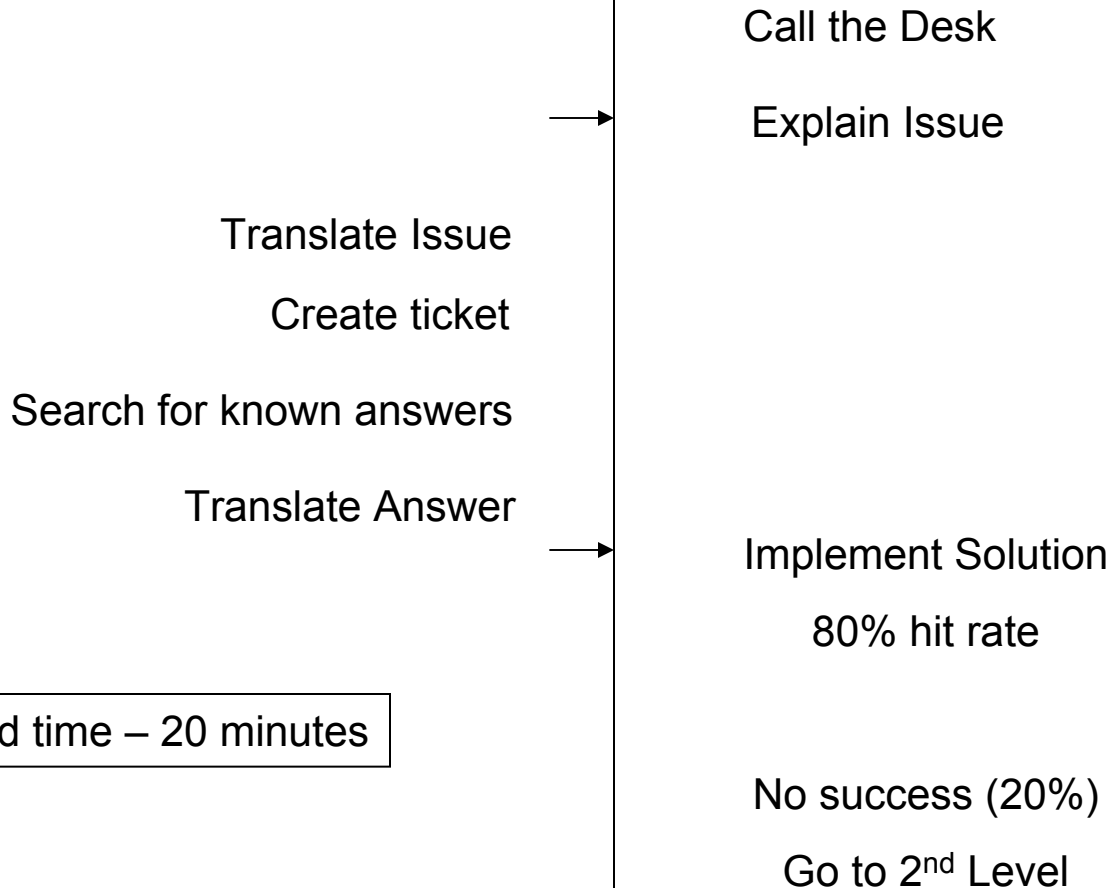 Call the Desk
Explain Issue
Translate Issue
Create ticket
Search for known answers
Translate Answer
Implement Solution
80% hit rate
time – 20 minutes
No success (20%)
Go to 2nd Level